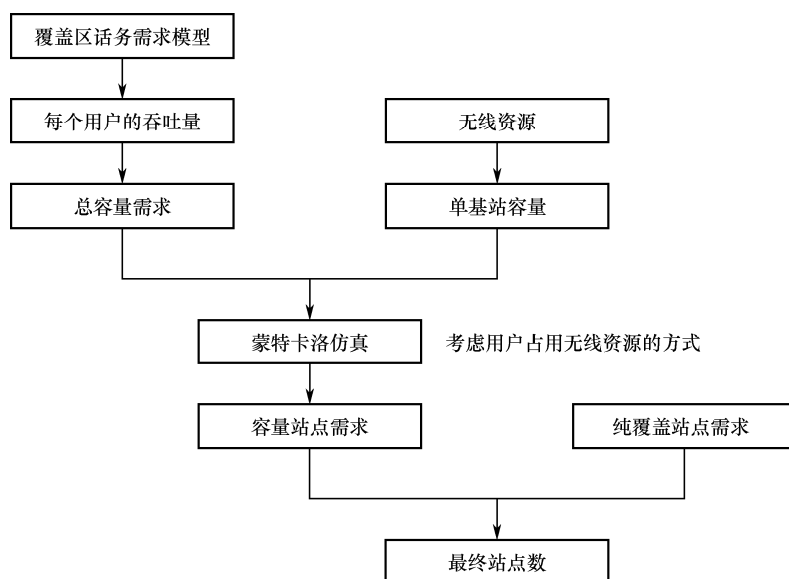 覆盖区话务需求模型
每个用户的吞吐量
无线资源
总容量需求
单基站容量
蒙特卡洛仿真
考虑用户占用无线资源的方式
容量站点需求
纯覆盖站点需求
最终站点数